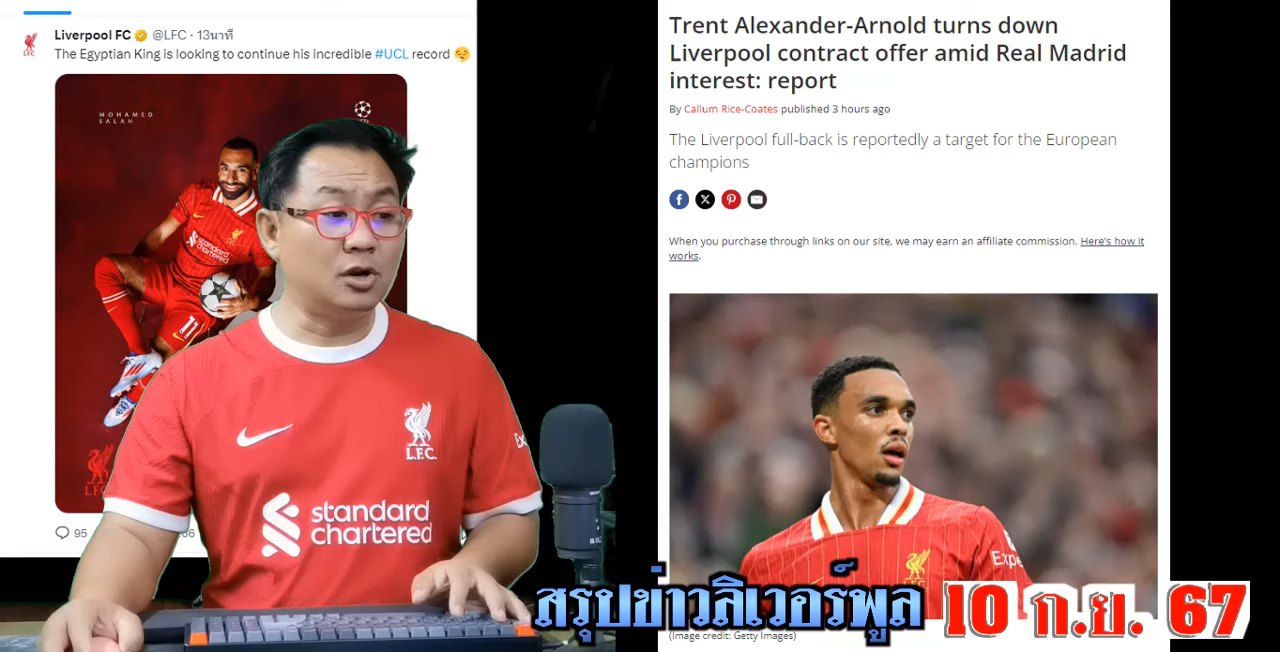 Liverpool FC @LFC · 13นาที
The Egyptian King is looking to continue his incredible #UCL record
MOHAMED
SALAH
standard
chartered
11
L.F.C.
95
Ex
L.F.C.
standard
chartered
Trent Alexander-Arnold turns down
Liverpool contract offer amid Real Madrid
interest: report
By Callum Rice-Coates published 3 hours ago
The Liverpool full-back is reportedly a target for the European
champions
When you purchase through links on our site, we may earn an affiliate commission. Here's how it
works.
Expe
สรุปข่าวลิเวอร์พูล 10 ก.ย. 67
(Image credit: Getty Images)